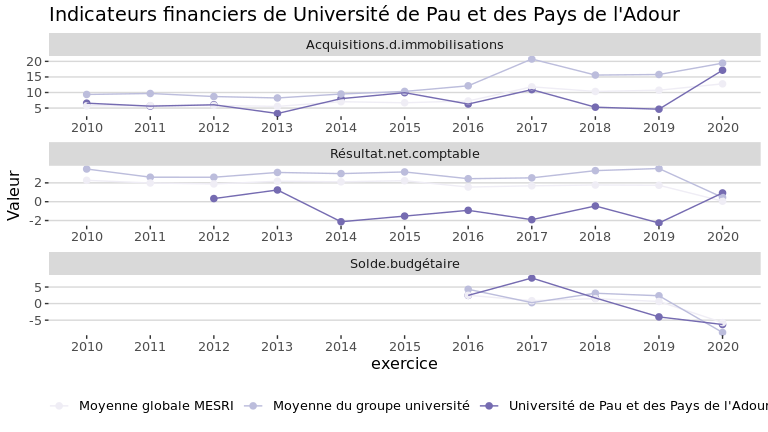 Indicateurs financiers de Université de Pau et des Pays de l'Adour
Acquisitions.d.immobilisations
20
15
10
5
2010 2011 2012 2013 2014 2015 2016 2017 2018 2019 2020
Résultat.net.comptable
2
0
-2
2010 2011 2012 2013 2014 2015 2016 2017 2018 2019 2020
Valeur
Solde.budgétaire
5
0
-5
2010 2011 2012 2013 2014 2015 2016 2017 2018 2019 2020
exercice
Moyenne globale MESRI Moyenne du groupe université Université de Pau et des Pays de l'Adour